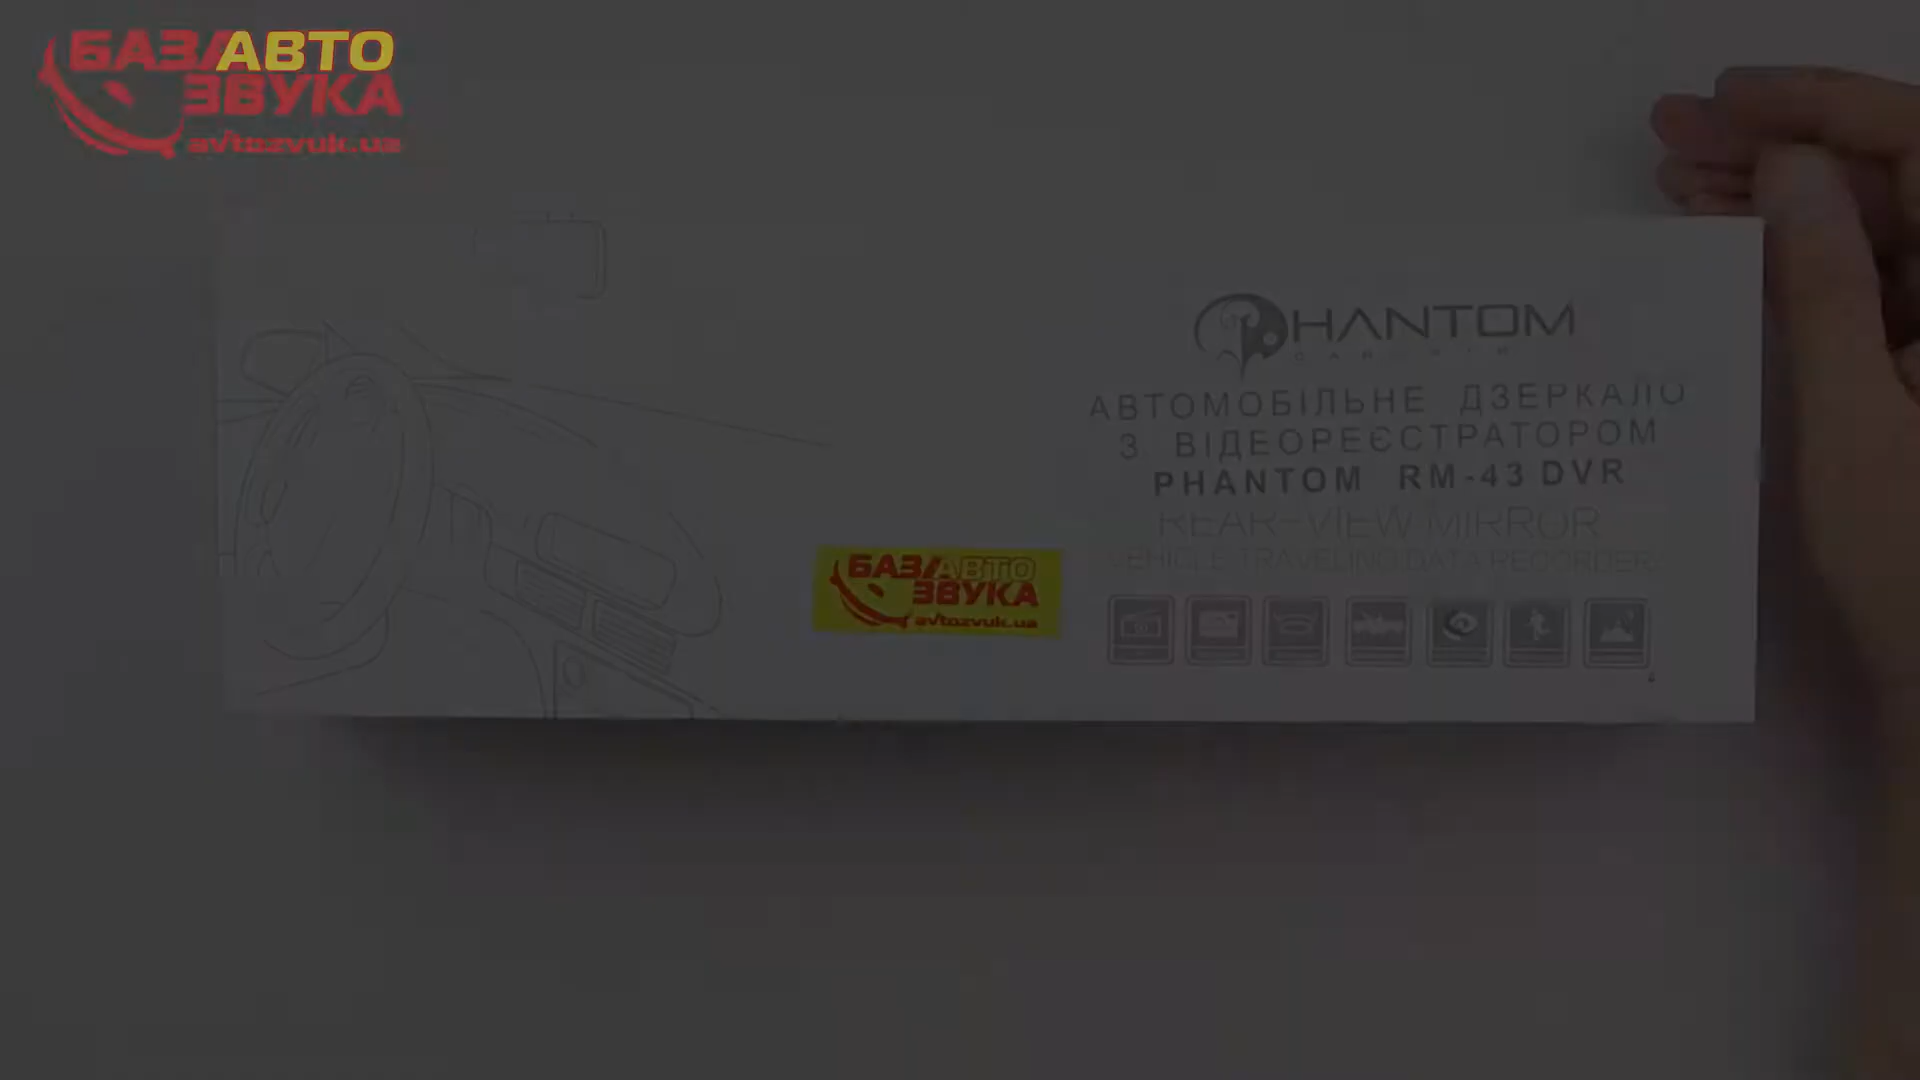 БАЗА АВТО
ЗВУКА
avtozvuk.ua
PHANTOM
АВТОМОБІЛЬНЕ ДЗЕРКАЛО
З ВІДЕОРЕЄСТРАТОРОМ
PHANTOM RM-43 DVR
REAR-VIEW MIRROR
VEHICLE TRAVELING DATA RECORDER
БАЗА АВТО
ЗВУКА
avtozvuk.ua